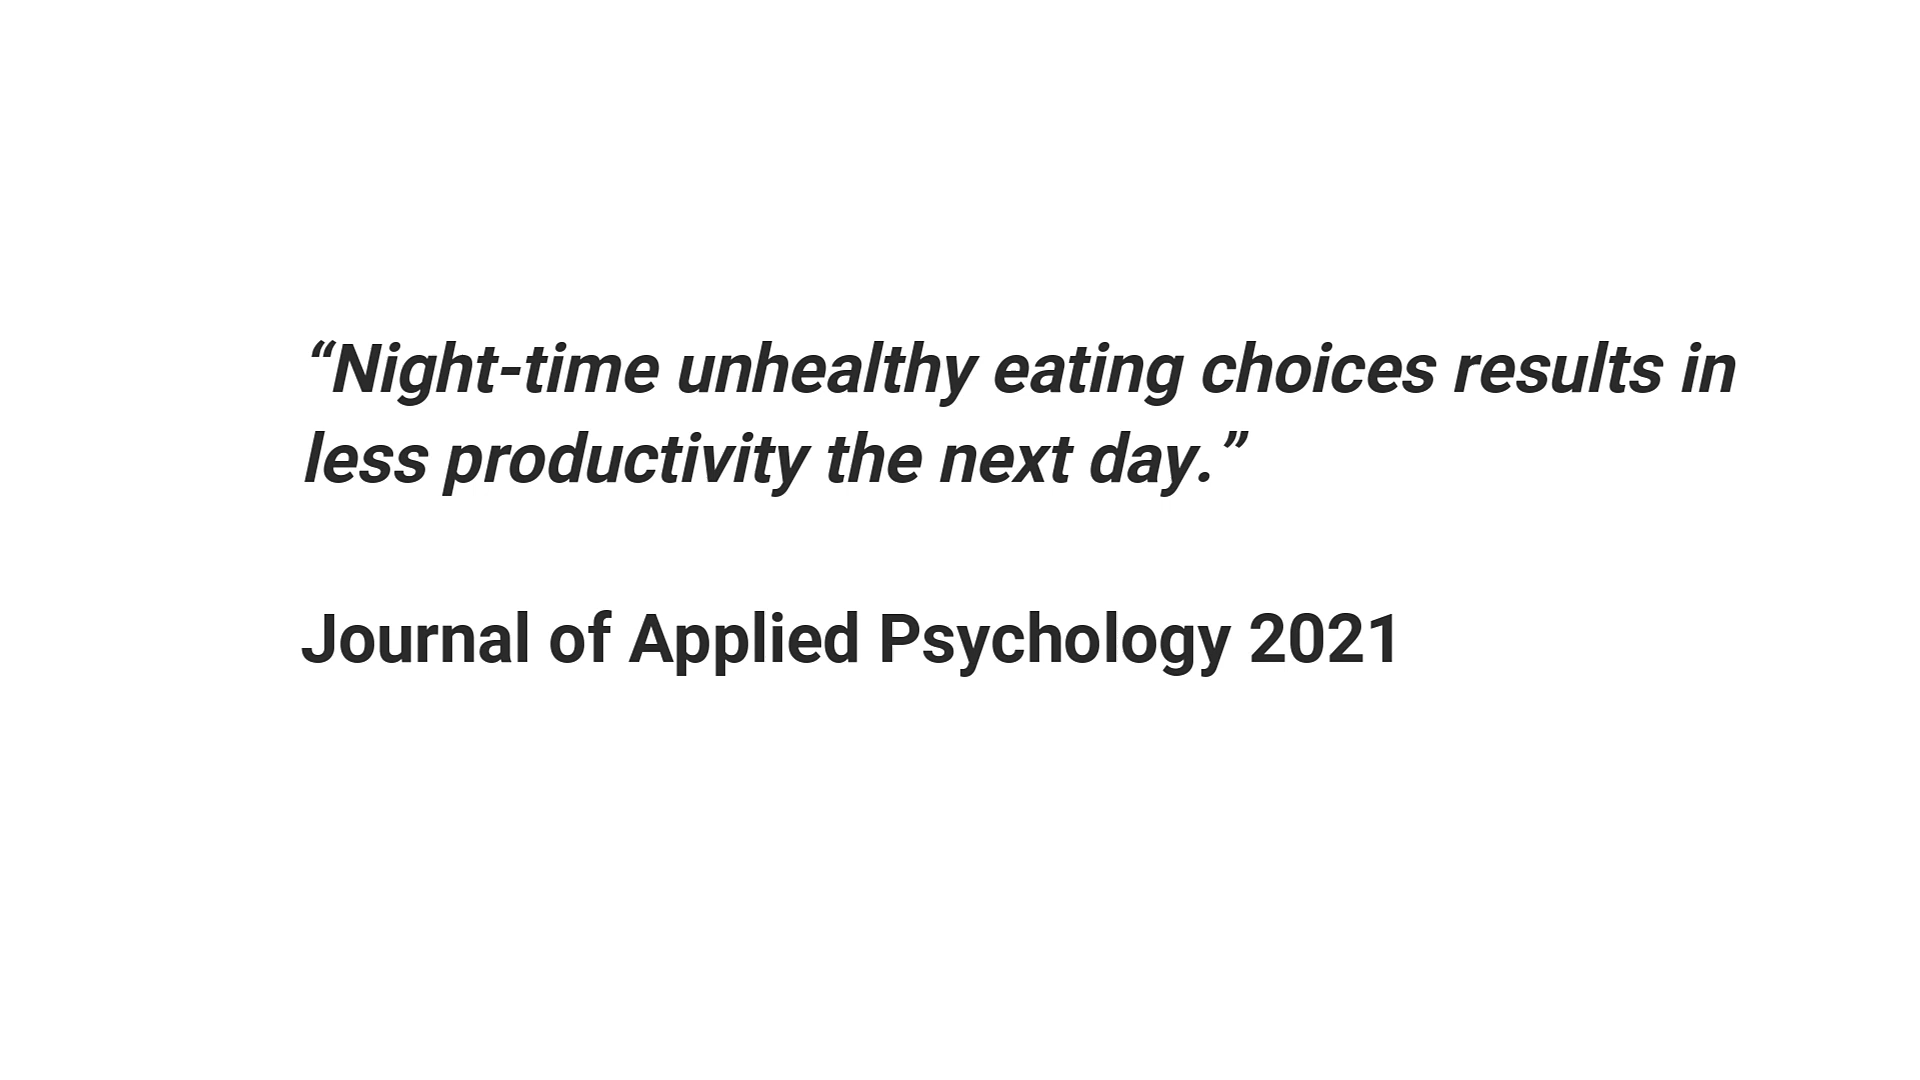 “Night-time unhealthy eating choices results in
less productivity the next day.”
Journal of Applied Psychology 2021